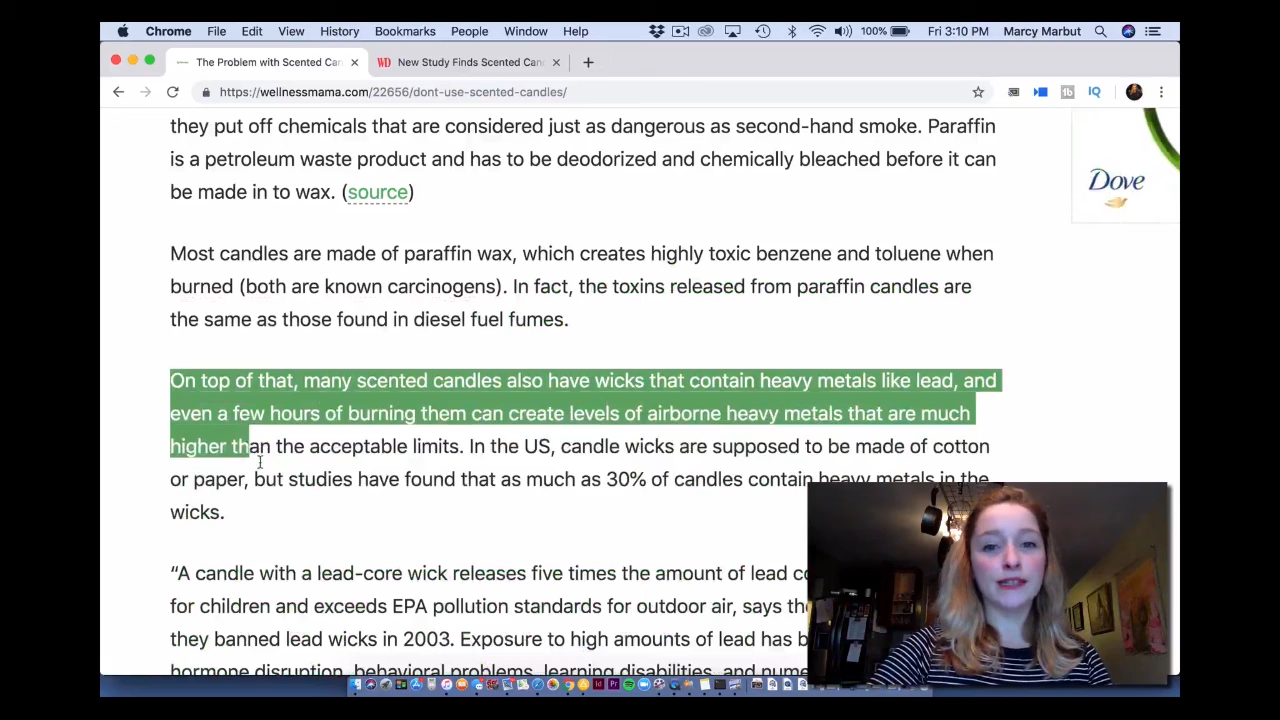 Chrome File Edit View History Bookmarks People Window Help 100% Fri 3:10 PM Marcy Marbut
The Problem with Scented Can WD New Study Finds Scented Can
https://wellnessmama.com/22656/dont-use-scented-candles/
they put off chemicals that are considered just as dangerous as second-hand smoke. Paraffin
is a petroleum waste product and has to be deodorized and chemically bleached before it can
be made in to wax. (source)
Dove
Most candles are made of paraffin wax, which creates highly toxic benzene and toluene when
burned (both are known carcinogens). In fact, the toxins released from paraffin candles are
the same as those found in diesel fuel fumes.
On top of that, many scented candles also have wicks that contain heavy metals like lead, and
even a few hours of burning them can create levels of airborne heavy metals that are much
higher than the acceptable limits. In the US, candle wicks are supposed to be made of cotton
or paper, but studies have found that as much as 30% of candles contain heavy metals in the
wicks.
“A candle with a lead-core wick releases five times the amount of lead
for children and exceeds EPA pollution standards for outdoor air, says
they banned lead wicks in 2003. Exposure to high amounts of lead has
hormone disruption, behavioral problems, learning disabilities, and